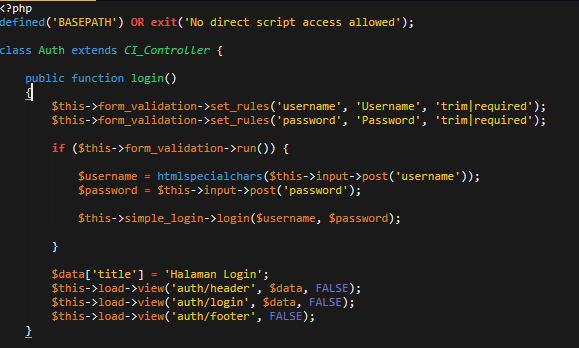 <?php
defined('BASEPATH') OR exit('No direct script access allowed');
class Auth extends CI_Controller {
public function login()
{
$this->form_validation->set_rules('username', 'Username', 'trim|required');
$this->form_validation->set_rules('password', 'Password', 'trim|required');
if ($this->form_validation->run()) {
$username = htmlspecialchars($this->input->post('username'));
$password = $this->input->post('password');
$this->simple_login->login($username, $password);
}
$data['title'] = 'Halaman Login';
$this->load->view('auth/header', $data, FALSE);
$this->load->view('auth/login', $data, FALSE);
$this->load->view('auth/footer', FALSE);
}